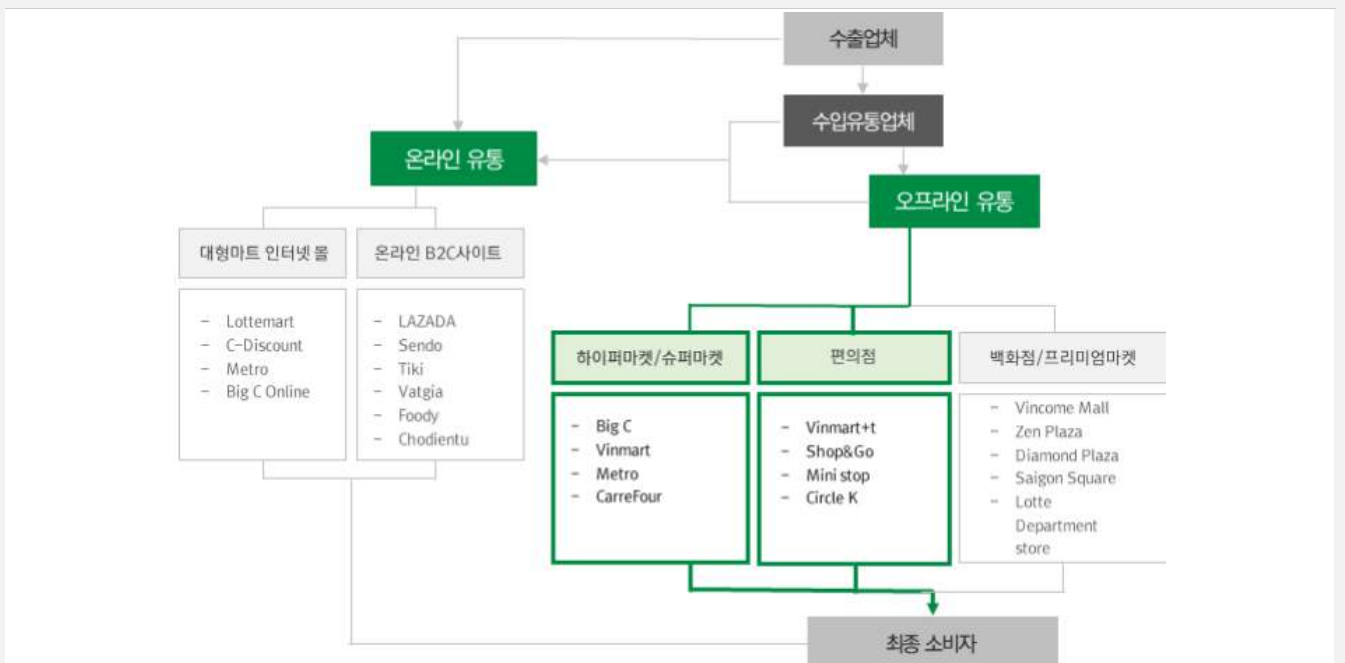 수출업체
수입유통업체
온라인 유통
오프라인 유통
대형마트 인터넷 몰
온라인 B2C사이트
- Lottemart
- C-Discount
- Metro
- Big C Online
- LAZADA
- Sendo
- Tiki
- Vatgia
- Foody
- Chodientu
하이퍼마켓/슈퍼마켓
편의점
백화점/프리미엄마켓
- Big C
- Vinmart
- Metro
- CarreFour
- Vinmart+t
- Shop&Go
- Mini stop
- Circle K
- Vincome Mall
- Zen Plaza
- Diamond Plaza
- Saigon Square
- Lotte
Department
store
최종 소비자